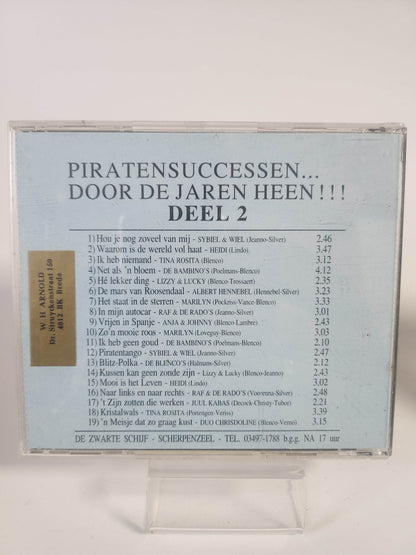 PIRATENSUCCESSEN...
DOOR DE JAREN HEEN!!!
DEEL 2
1) Hou je nog zoveel van mij - SYBIEL & WIEL (Jeanno-Silver) 2.46
2) Waarom is de wereld vol haat - HEIDI (Lindo) 3.47
3) Ik heb niemand - TINA ROSITA (Blenco) 3.12
4) Net als 'n bloem - DE BAMBINO'S (Poelmans-Blenco) 4.12
5) Hé lekker ding - LIZZY & LUCKY (Blenco-Trossaert) 2.35
6) De mars van Roosendaal - ALBERT HENNEBEL (Hennebel-Silver) 3.23
7) Het staat in de sterren - MARILYN (Pockriss-Vance-Blenco) 3.33
8) In mijn autocar - RAF & DE RADO'S (Jeanno-Silver) 3.01
9) Vrijen in Spanje - ANJA & JOHNNY (Blenco-Lambre) 2.43
10) Zo'n mooie roos - MARILYN (Loveguy-Blenco) 3.03
11) Ik heb geen goud - DE BAMBINO'S (Poelmans-Blenco) 2.10
12) Piratentango - SYBIEL & WIEL (Jeanno-Silver) 2.47
13) Blitz-Polka - DE BLENCO'S (Halmans-Silver) 2.12
14) Kussen kan geen zonde zijn - Lizzy & Lucky (Blenco-Jeanno) 2.43
15) Mooi is het Leven - HEIDI (Lindo) 3.02
16) Naar links en naar rechts - RAF & DE RADO'S (Voorenna-Silver) 2.48
17) 't Zijn zotten die werken - JUUL KABAS (Decock-Christy-Tubor) 2.21
18) Kristalwals - TINA ROSITA (Portengen-Veriss) 3.39
19) 'n Meisje dat zo graag kust - DUO CHRISDOLINE (Blenco-Verno) 3.15
DE ZWARTE SCHIJF - SCHERPENZEEL - TEL. 03497-1788 b.g.g. NA 17 uur
W H ARNOLD
Dr. Struyckenstraat 150
4812 BK Breda